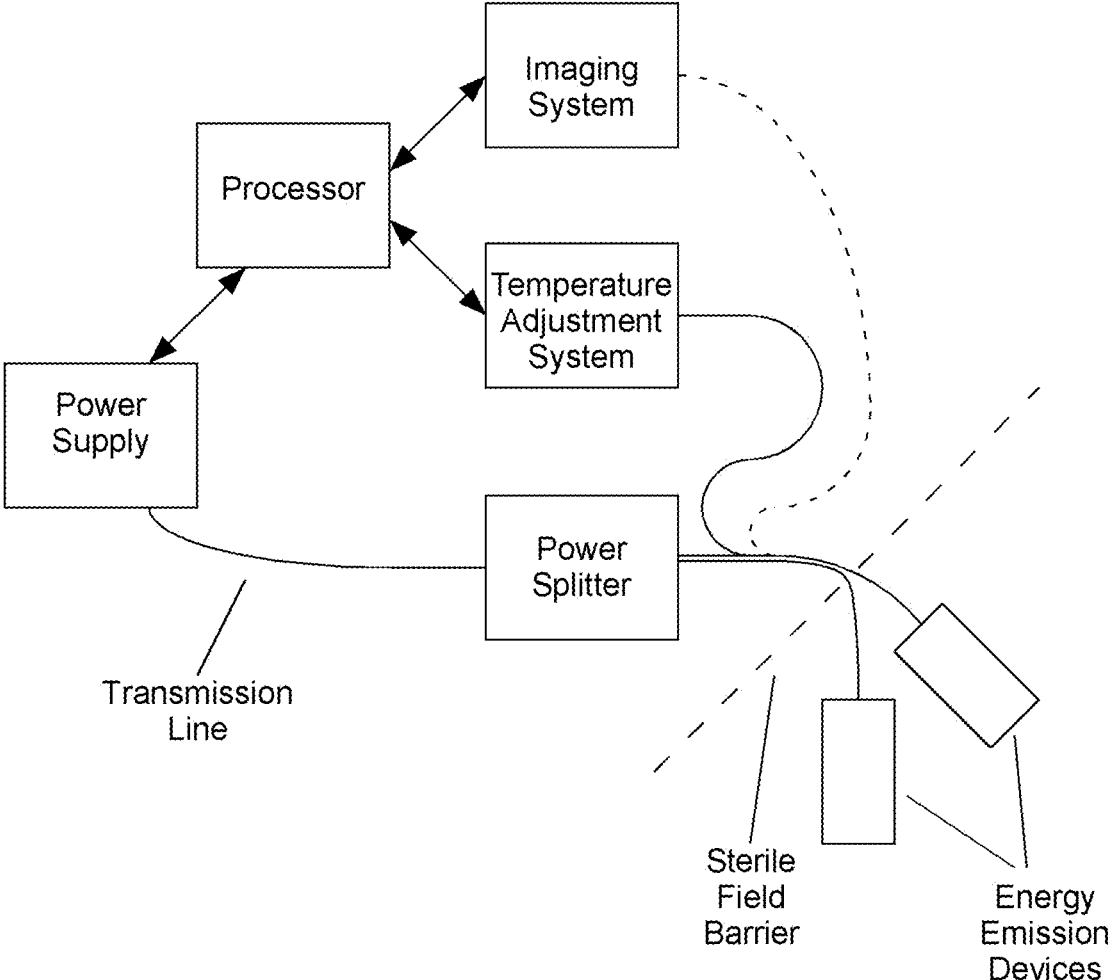 Imaging
System
Processor
Temperature
Adjustment
System
Power
Supply
Power
Splitter
Transmission
Line
Sterile
Field
Barrier
Energy
Emission
Devices